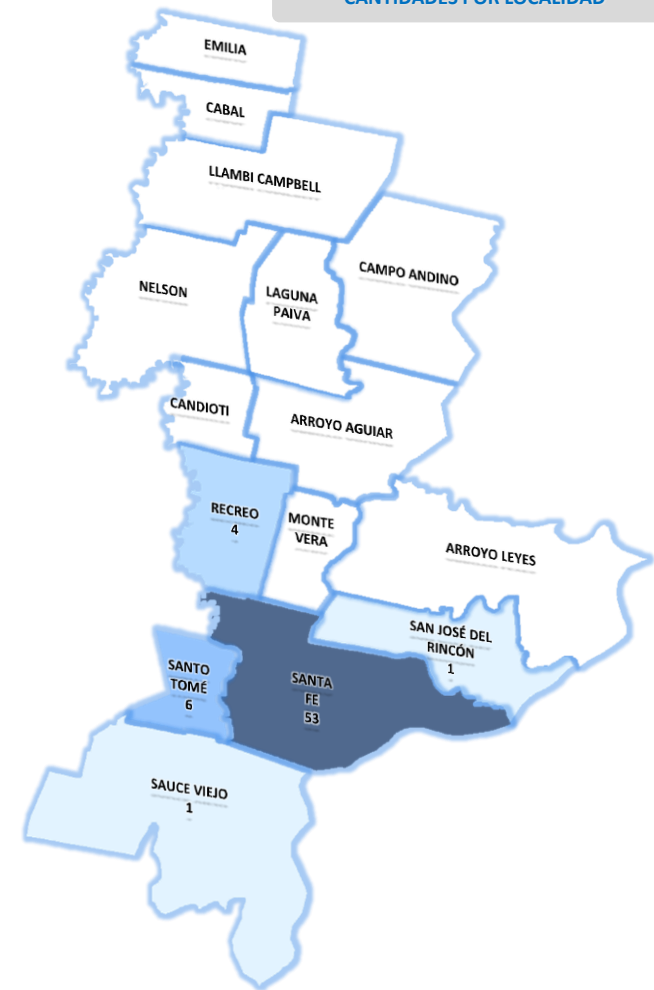 CANTIDADES POR LOCALIDAD
EMILIA
CABAL
LLAMBI CAMPBELL
CAMPO ANDINO
NELSON
LAGUNA
PAIVA
CANDIOTI
ARROYO AGUIAR
RECREO
4
MONTE
VERA
ARROYO LEYES
SAN JOSÉ DEL
RINCÓN
1
SANTO
TOMÉ
6
SANTA
FE
53
SAUCE VIEJO
1